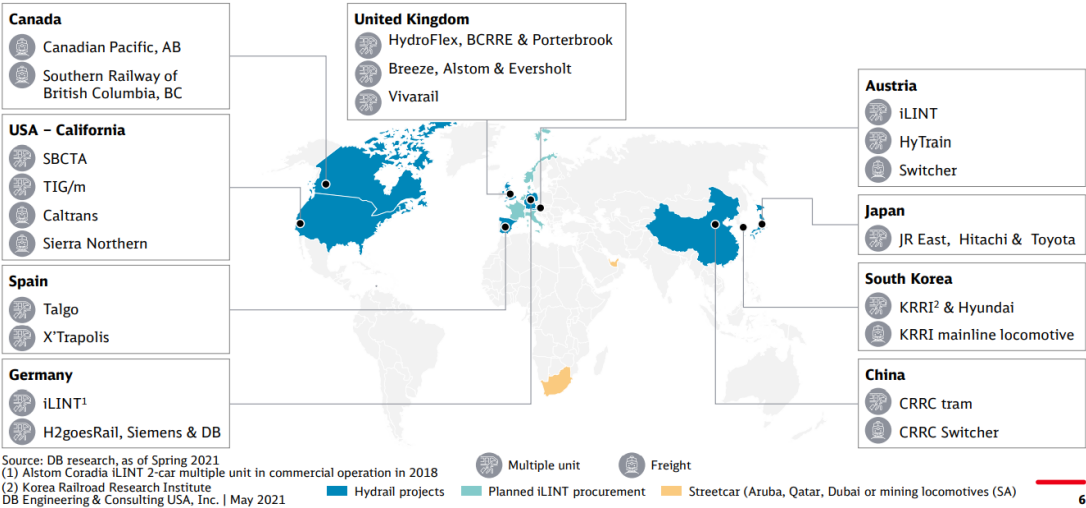 Canada
Canadian Pacific, AB
Southern Railway of
British Columbia, BC
USA – California
SBCTA
TIG/m
Caltrans
Sierra Northern
Spain
Talgo
X'Trapolis
Germany
iLINT¹
H2goesRail, Siemens & DB
United Kingdom
HydroFlex, BCRRE & Porterbrook
Breeze, Alstom & Eversholt
Vivarail
Austria
iLINT
HyTrain
Switcher
Japan
JR East, Hitachi & Toyota
South Korea
KRRI² & Hyundai
KRRI mainline locomotive
China
CRRC tram
CRRC Switcher
Source: DB research, as of Spring 2021
(1) Alstom Coradia iLINT 2-car multiple unit in commercial operation in 2018
(2) Korea Railroad Research Institute
DB Engineering & Consulting USA, Inc. | May 2021
Multiple unit
Freight
Hydrail projects
Planned iLINT procurement
Streetcar (Aruba, Qatar, Dubai or mining locomotives (SA)
6